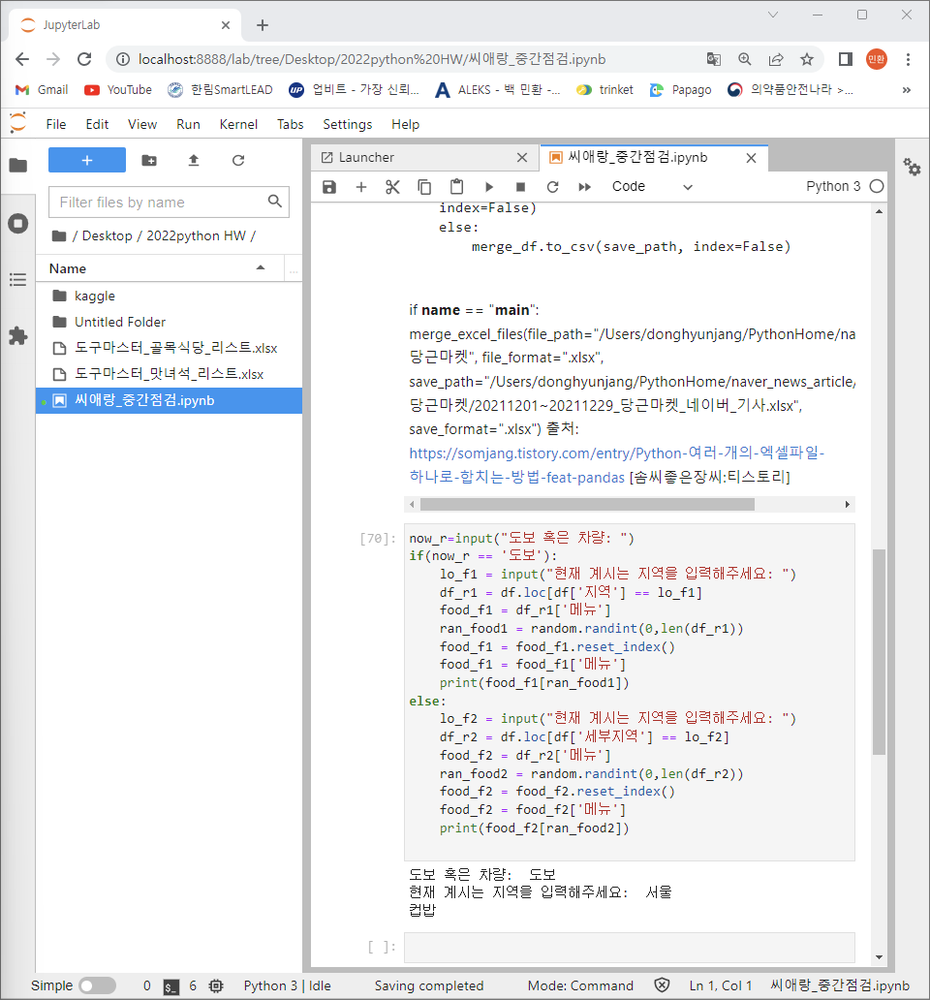 JupyterLab
localhost:8888/lab/tree/Desktop/2022python%20HW/씨애랑_중간점검.ipynb
민환
Gmail YouTube 한림SmartLEAD 업비트 - 가장 신뢰... ALEKS - 백 민환 -... trinket Papago 의약품안전나라 >... »
File Edit View Run Kernel Tabs Settings Help
Launcher
씨애랑_중간점검.ipynb
Code
Python 3
Filter files by name
/ Desktop / 2022python HW /
Name
kaggle
Untitled Folder
도구마스터_골목식당_리스트.xlsx
도구마스터_맛녀석_리스트.xlsx
씨애랑_중간점검.ipynb
index=False)
else:
merge_df.to_csv(save_path, index=False)
if name == "main":
merge_excel_files(file_path="/Users/donghyunjang/PythonHome/na
당근마켓", file_format=".xlsx",
save_path="/Users/donghyunjang/PythonHome/naver_news_article/
당근마켓/20211201~20211229_당근마켓_네이버_기사.xlsx",
save_format=".xlsx") 출처:
https://somjang.tistory.com/entry/Python-여러-개의-엑셀파일-
하나로-합치는-방법-feat-pandas [솜씨좋은장씨:티스토리]
[70]:
now_r=input("도보 혹은 차량: ")
if(now_r == '도보'):
lo_f1 = input("현재 계시는 지역을 입력해주세요: ")
df_r1 = df.loc[df['지역'] == lo_f1]
food_f1 = df_r1['메뉴']
ran_food1 = random.randint(0,len(df_r1))
food_f1 = food_f1.reset_index()
food_f1 = food_f1['메뉴']
print(food_f1[ran_food1])
else:
lo_f2 = input("현재 계시는 지역을 입력해주세요: ")
df_r2 = df.loc[df['세부지역'] == lo_f2]
food_f2 = df_r2['메뉴']
ran_food2 = random.randint(0,len(df_r2))
food_f2 = food_f2.reset_index()
food_f2 = food_f2['메뉴']
print(food_f2[ran_food2])
도보 혹은 차량: 도보
현재 계시는 지역을 입력해주세요: 서울
컵밥
[ ]:
Simple 0 $_ 6 Python 3 | Idle Saving completed Mode: Command Ln 1, Col 1 씨애랑_중간점검.ipynb